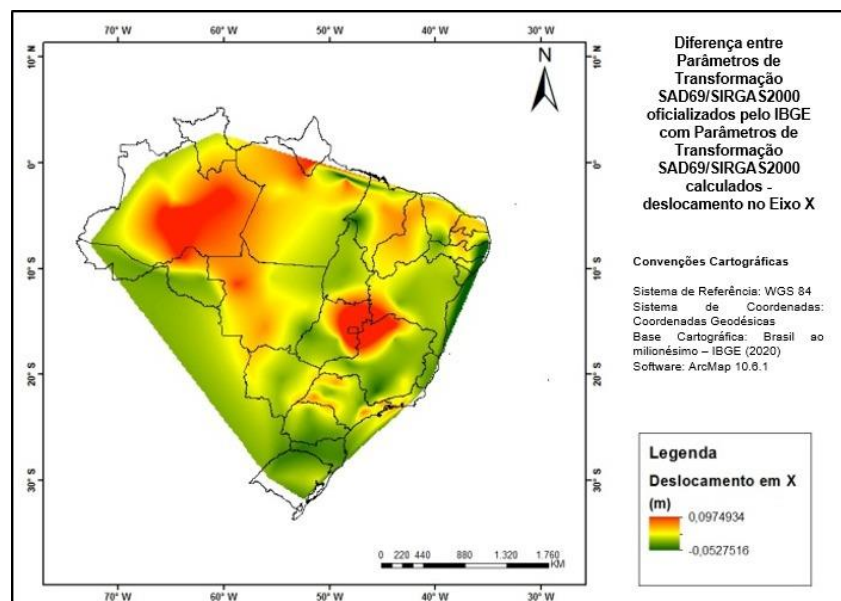 70° W
60° W
50° W
40° W
30° W
10° N
0°
10° S
20° S
30° S
10° N
0°
10° S
20° S
30° S
N
0 220 440 880 1.320 1.760
KM
70° W
60° W
50° W
40° W
30° W
Diferença entre
Parâmetros de
Transformação
SAD69/SIRGAS2000
oficializados pelo IBGE
com Parâmetros de
Transformação
SAD69/SIRGAS2000
calculados -
deslocamento no Eixo X
Convenções Cartográficas
Sistema de Referência: WGS 84
Sistema de Coordenadas:
Coordenadas Geodésicas
Base Cartográfica: Brasil ao
milionésimo – IBGE (2020)
Software: ArcMap 10.6.1
Legenda
Deslocamento em X
(m)
0,0974934
-0,0527516